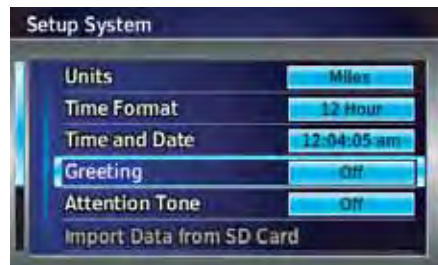 Setup System
Units Miles
Time Format 12 Hour
Time and Date 12:04:05 am
Greeting Off
Attention Tone Off
Import Data from SD Card